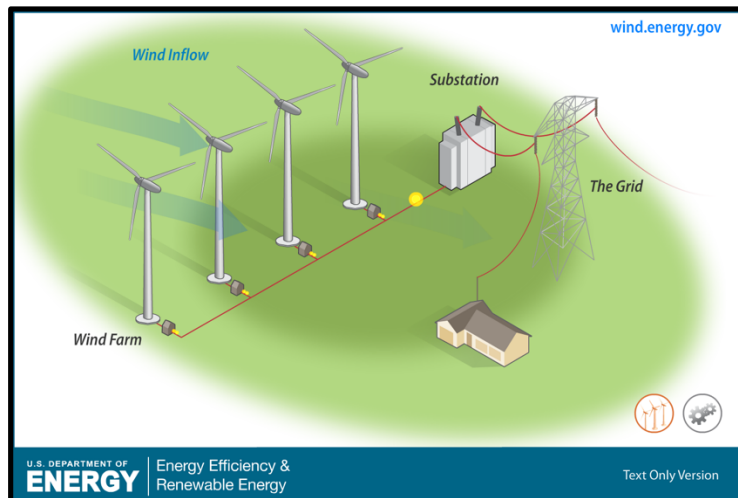 wind.energy.gov
Wind Inflow
Substation
The Grid
Wind Farm
U.S. DEPARTMENT OF
ENERGY
Energy Efficiency &
Renewable Energy
Text Only Version